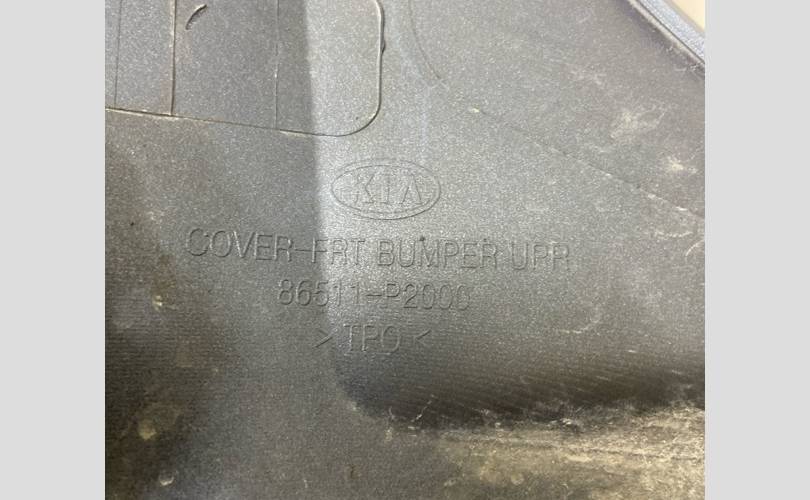 KIA
COVER-FRT BUMPER UPR
86511-P2000
>TPO<